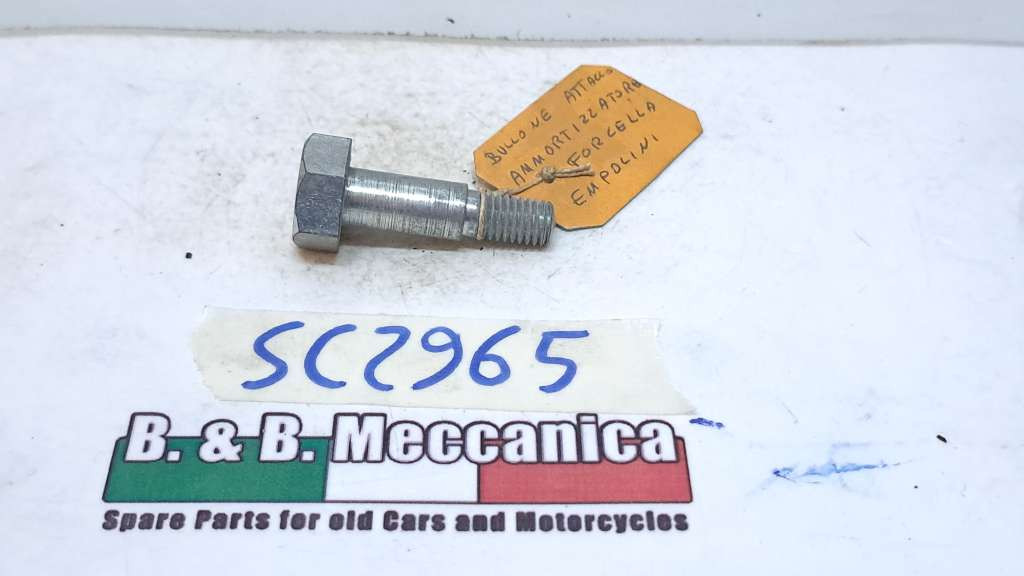 BULLONE ATTACCO
AMMORTIZZATORE
FORCELLA
EMPOLINI
SC2965
B. & B. Meccanica
Spare Parts for old Cars and Motorcycles